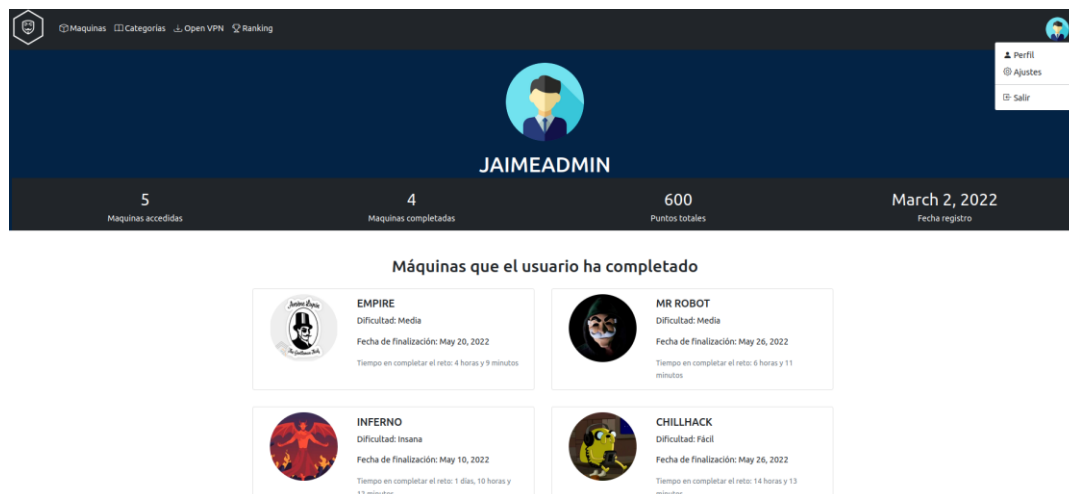 Maquinas Categorias Open VPN Ranking
Perfil
Ajustes
Salir
JAIMEADMIN
5
Maquinas accedidas
4
Maquinas completadas
600
Puntos totales
March 2, 2022
Fecha registro
Máquinas que el usuario ha completado
EMPIRE
Dificultad: Media
Fecha de finalización: May 20, 2022
Tiempo en completar el reto: 4 horas y 9 minutos
MR ROBOT
Dificultad: Media
Fecha de finalización: May 26, 2022
Tiempo en completar el reto: 6 horas y 11
minutos
INFERNO
Dificultad: Insana
Fecha de finalización: May 10, 2022
Tiempo en completar el reto: 1 días, 10 horas y
CHILLHACK
Dificultad: Fácil
Fecha de finalización: May 26, 2022
Tiempo en completar el reto: 14 horas y 13
minutos